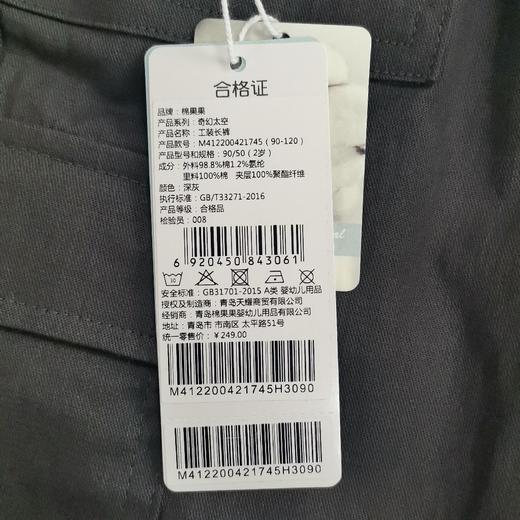 合格证
品牌：棉果果
产品系列：奇幻太空
产品名称：工装长裤
产品款号：M412200421745（90-120）
产品型号和规格：90/50（2岁）
成分：外料98.8%棉1.2%氨纶
里料100%棉 夹层100%聚酯纤维
颜色：深灰
执行标准：GB/T33271-2016
产品等级：合格品
检验员：008
6 920450 843061
安全标准：GB31701-2015 A类 婴幼儿用品
授权及制造商：青岛天蝶商贸有限公司
经销商：青岛棉果果婴幼儿用品有限公司
地址：青岛市 市南区 太平路51号
统一零售价：¥249.00
M412200421745H3090
M412200421745H3090